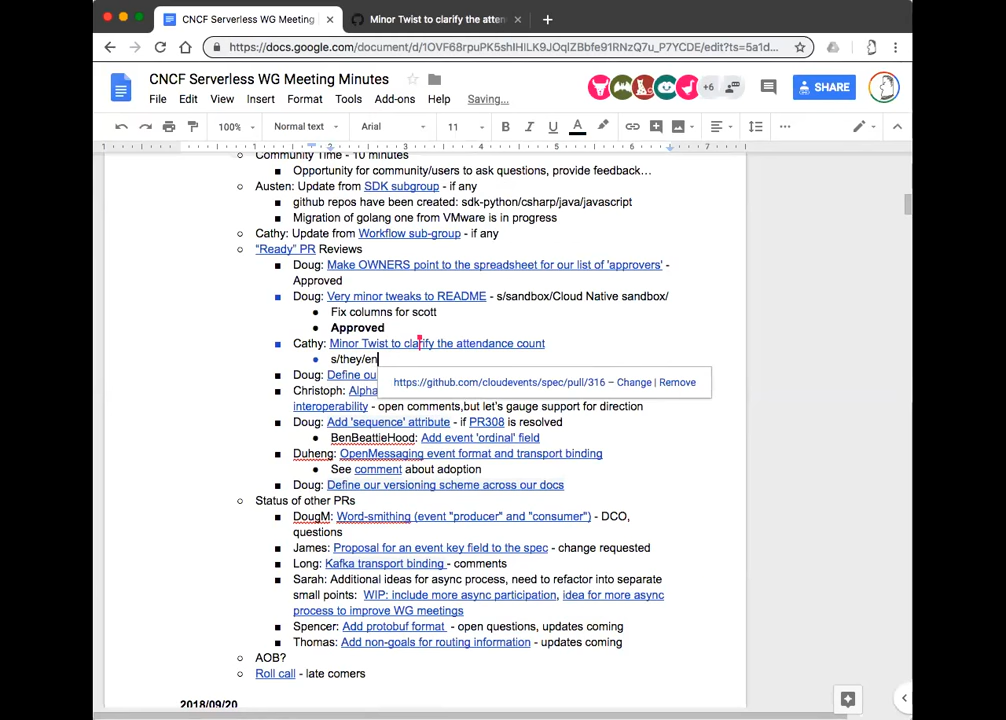 CNCF Serverless WG Meeting
Minor Twist to clarify the atten
https://docs.google.com/document/d/1OVF68rpuPK5shIHILK9JOqlZBbfe91RNzQ7u_P7YCDE/edit?ts=5a1d...
CNCF Serverless WG Meeting Minutes
File Edit View Insert Format Tools Add-ons Help Saving...
+6
SHARE
100% Normal text Arial 11 B I U A
1 1 2 3 4 5 6 7
Community Time - 10 minutes
Opportunity for community/users to ask questions, provide feedback…
Austen: Update from SDK subgroup - if any
github repos have been created: sdk-python/csharp/java/javascript
Migration of golang one from VMware is in progress
Cathy: Update from Workflow sub-group - if any
“Ready” PR Reviews
Doug: Make OWNERS point to the spreadsheet for our list of 'approvers' -
Approved
Doug: Very minor tweaks to README - s/sandbox/Cloud Native sandbox/
Fix columns for scott
Approved
Cathy: Minor Twist to clarify the attendance count
s/they/en
https://github.com/cloudevents/spec/pull/316 – Change | Remove
Doug: Define ou
Christoph: Alpha
interoperability - open comments,but let’s gauge support for direction
Doug: Add 'sequence' attribute - if PR308 is resolved
BenBeattieHood: Add event 'ordinal' field
Duheng: OpenMessaging event format and transport binding
See comment about adoption
Doug: Define our versioning scheme across our docs
Status of other PRs
DougM: Word-smithing (event "producer" and "consumer") - DCO,
questions
James: Proposal for an event key field to the spec - change requested
Long: Kafka transport binding - comments
Sarah: Additional ideas for async process, need to refactor into separate
small points: WIP: include more async participation, idea for more async
process to improve WG meetings
Spencer: Add protobuf format - open questions, updates coming
Thomas: Add non-goals for routing information - updates coming
AOB?
Roll call - late comers
2018/09/20